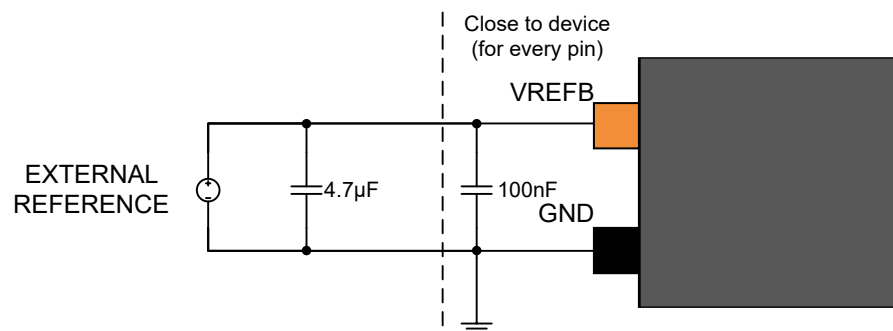 Close to device
(for every pin)
VREFB
EXTERNAL
REFERENCE
4.7µF
100nF
GND